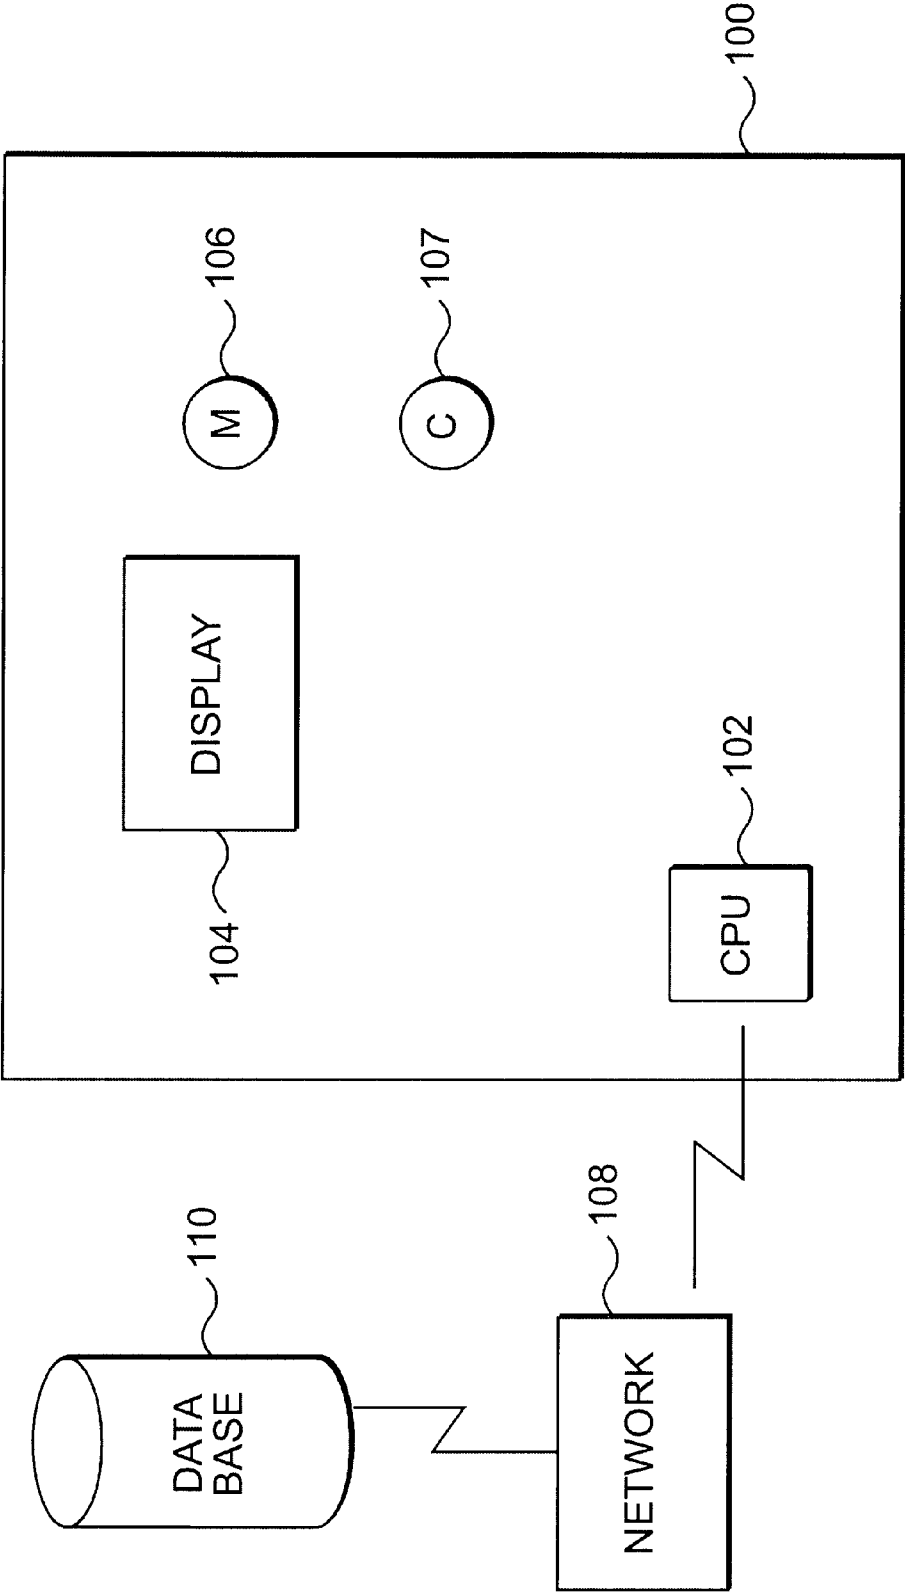 100
106
M
107
C
DISPLAY
104
102
CPU
110
DATA
BASE
108
NETWORK